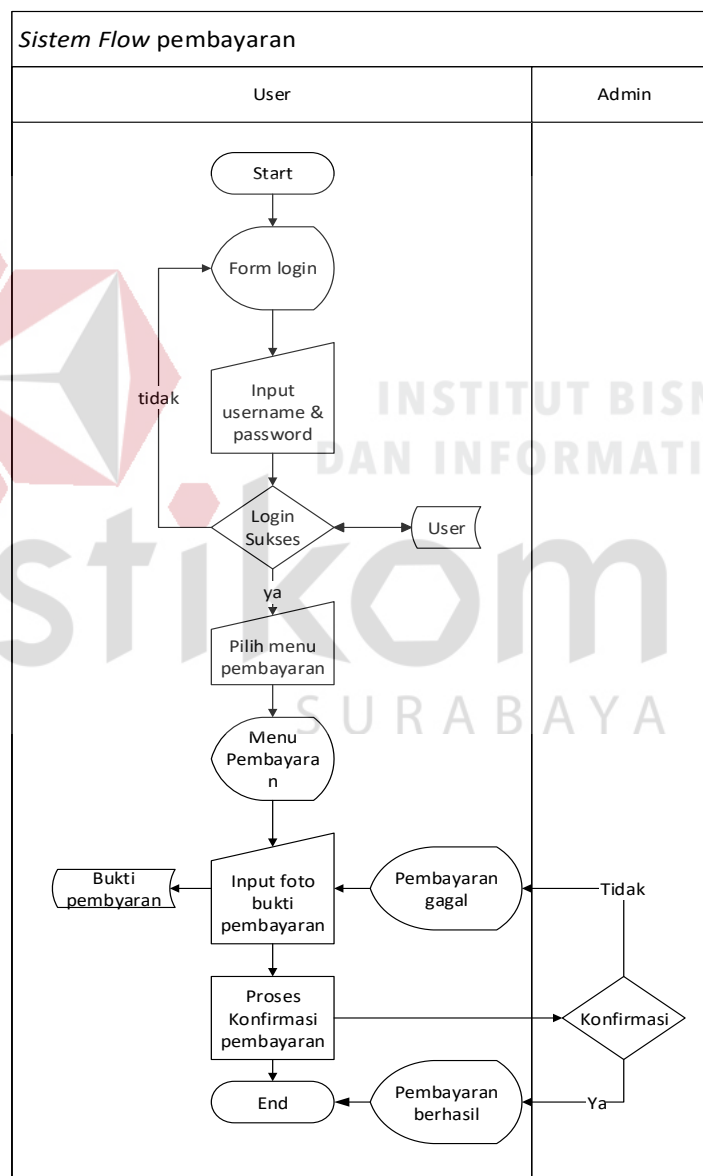 Sistem Flow pembayaran
User
Admin
Start
Form login
tidak
Input
username &
password
INSTITUT BISN
DAN INFORMATI
Login
Sukses
User
stikom
ya
Pilih menu
pembayaran
SURABAYA
Menu
Pembayara
n
Bukti
pembyaran
Input foto
bukti
pembayaran
Pembayaran
gagal
Tidak
Proses
Konfirmasi
pembayaran
Konfirmasi
End
Pembayaran
berhasil
Ya